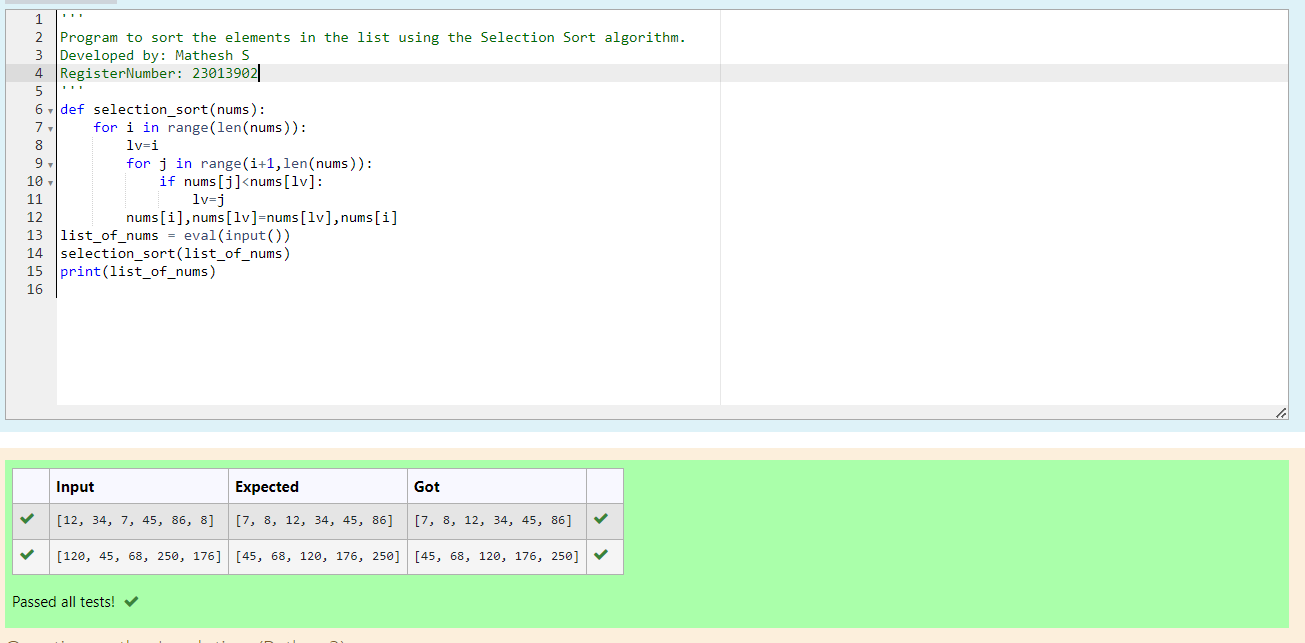 1 '''
2 Program to sort the elements in the list using the Selection Sort algorithm.
3 Developed by: Mathesh S
4 RegisterNumber: 23013902
5 '''
6 def selection_sort(nums):
7     for i in range(len(nums)):
8         lv=i
9         for j in range(i+1,len(nums)):
10             if nums[j]<nums[lv]:
11                 lv=j
12         nums[i],nums[lv]=nums[lv],nums[i]
13 list_of_nums = eval(input())
14 selection_sort(list_of_nums)
15 print(list_of_nums)
16
Input Expected Got
[12, 34, 7, 45, 86, 8] [7, 8, 12, 34, 45, 86] [7, 8, 12, 34, 45, 86]
[120, 45, 68, 250, 176] [45, 68, 120, 176, 250] [45, 68, 120, 176, 250]
Passed all tests!